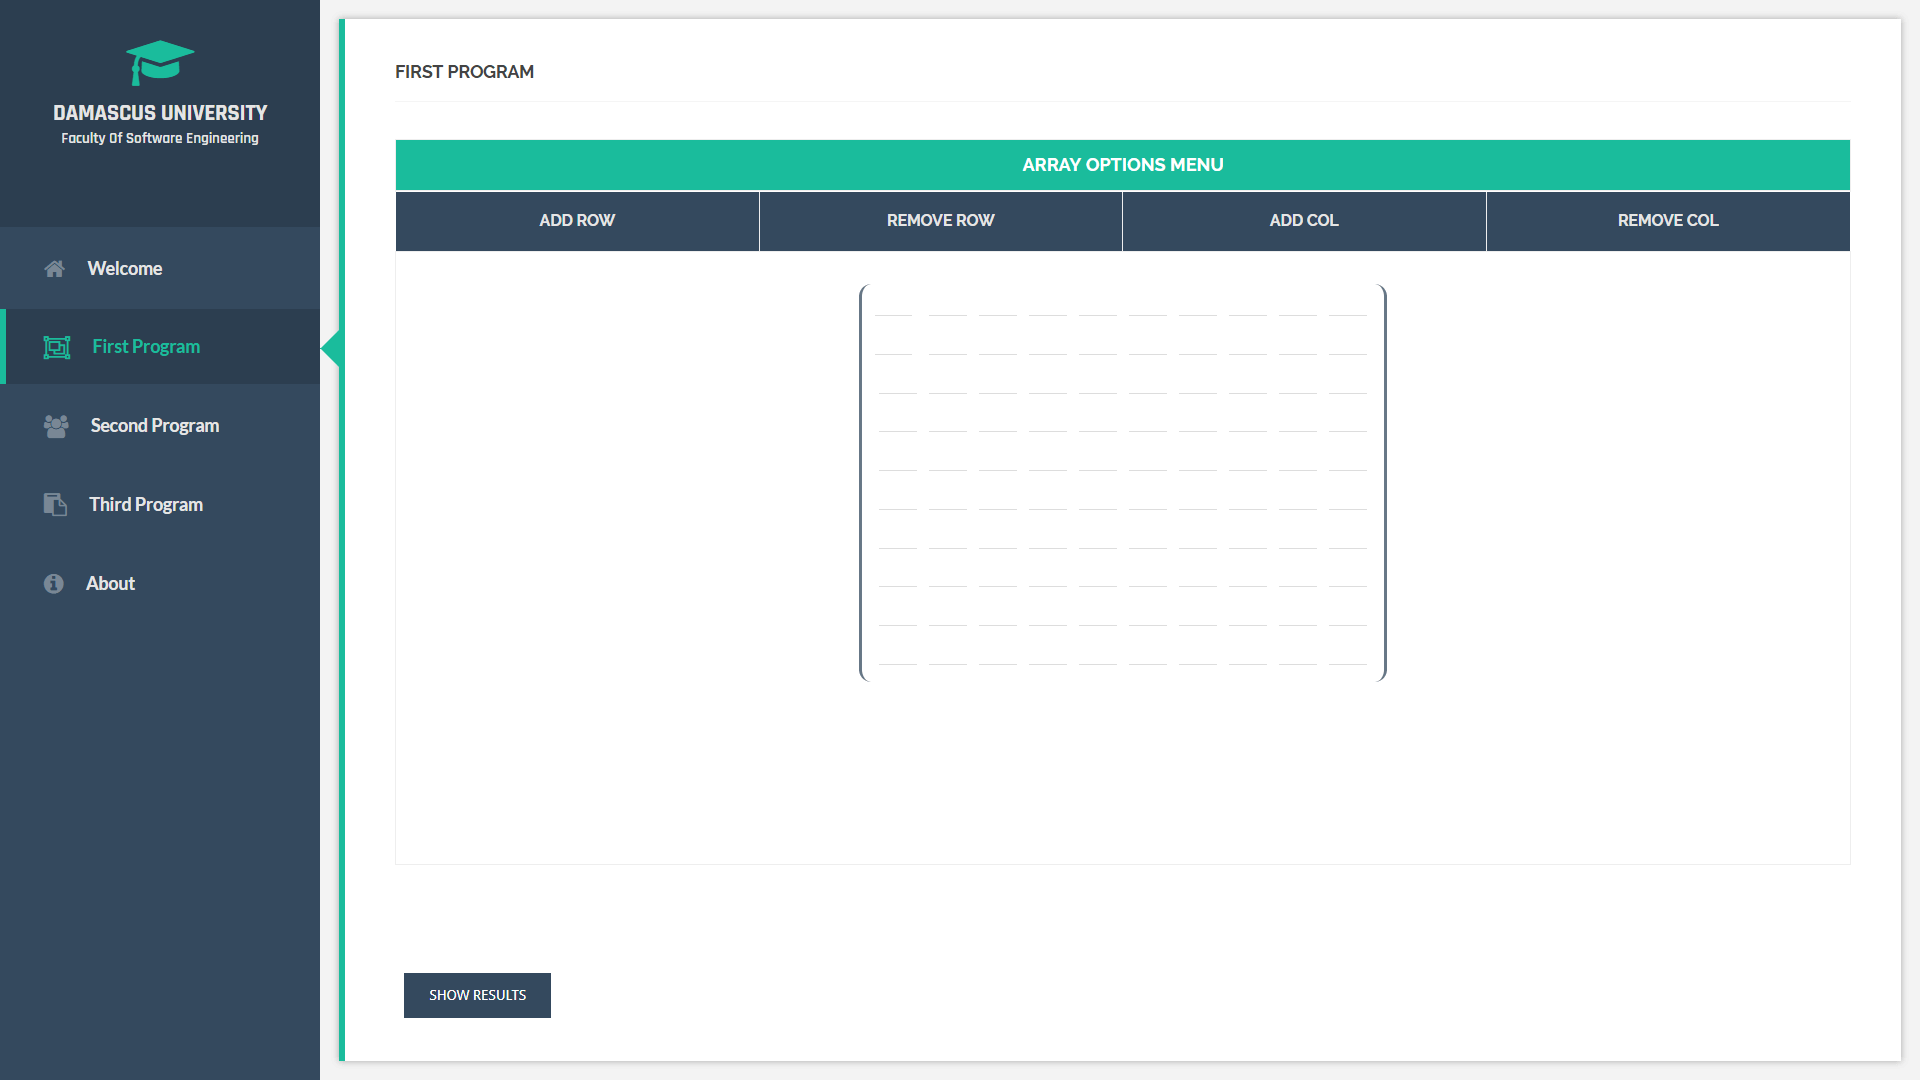 DAMASCUS UNIVERSITY
Faculty Of Software Engineering
Welcome
First Program
Second Program
Third Program
About
FIRST PROGRAM
ARRAY OPTIONS MENU
ADD ROW
REMOVE ROW
ADD COL
REMOVE COL
SHOW RESULTS